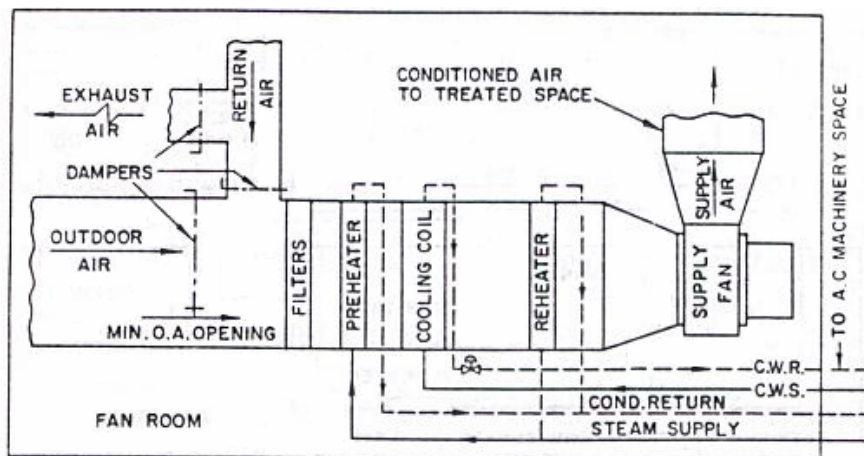 EXHAUST
AIR
RETURN
AIR
CONDITIONED AIR
TO TREATED SPACE
DAMPERS
OUTDOOR
AIR
MIN. O.A. OPENING
FILTERS
PREHEATER
COOLING COIL
REHEATER
SUPPLY
AIR
SUPPLY
FAN
TO A.C MACHINERY SPACE
C.W.R.
C.W.S.
COND. RETURN
STEAM SUPPLY
FAN ROOM